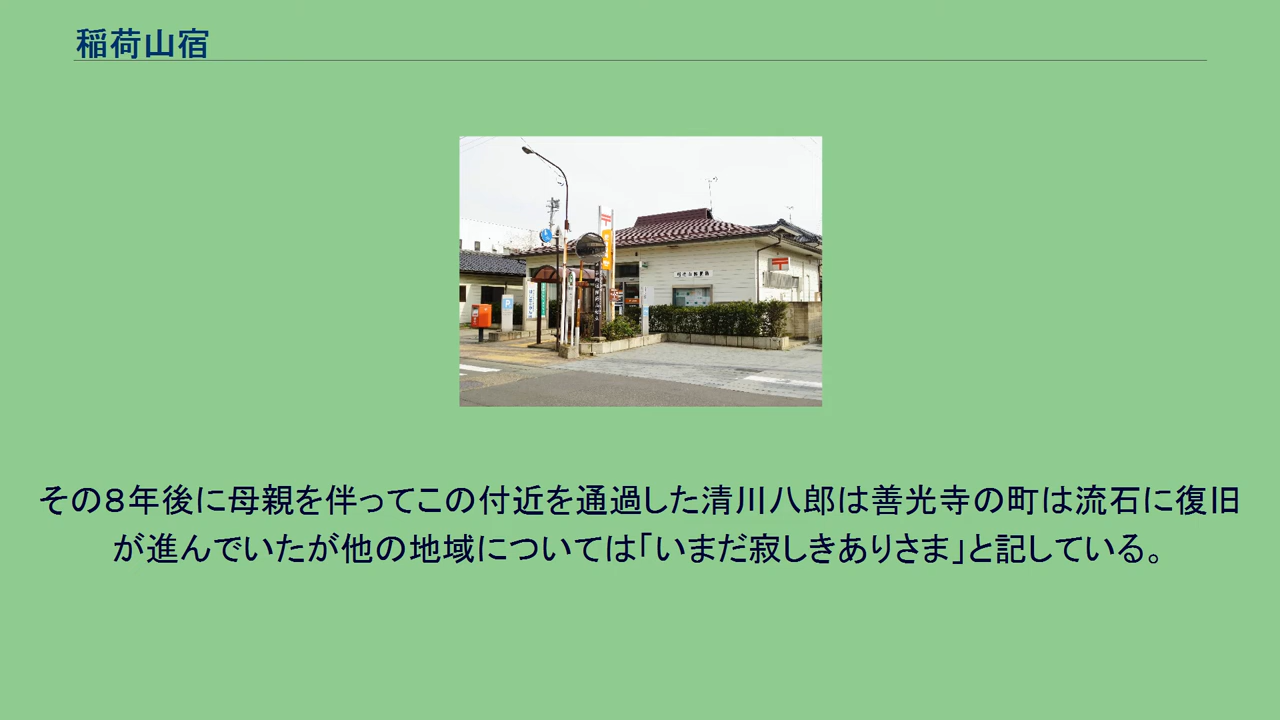 稲荷山宿
その８年後に母親を伴ってこの付近を通過した清川八郎は善光寺の町は流石に復旧
が進んでいたが他の地域については「いまだ寂しきありさま」と記している。